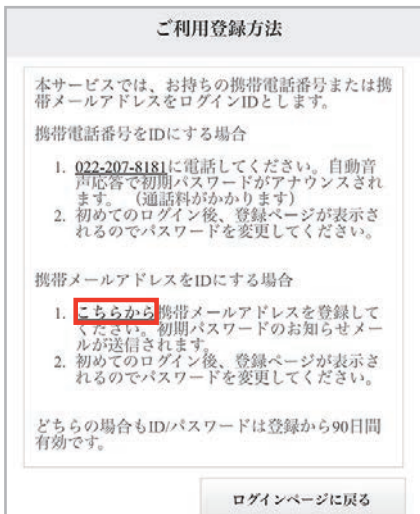 ご利用登録方法
本サービスでは、お持ちの携帯電話番号または携
帯メールアドレスをログインIDとします。
携帯電話番号をIDにする場合
1. 022-207-8181に電話してください。自動音
声応答で初期パスワードがアナウンスされ
ます。（通話料がかかります）
2. 初めてのログイン後、登録ページが表示さ
れるのでパスワードを変更してください。
携帯メールアドレスをIDにする場合
1. こちらから携帯メールアドレスを登録して
ください。初期パスワードのお知らせメー
ルが送信されます。
2. 初めてのログイン後、登録ページが表示さ
れるのでパスワードを変更してください。
どちらの場合もID/パスワードは登録から90日間
有効です。
ログインページに戻る